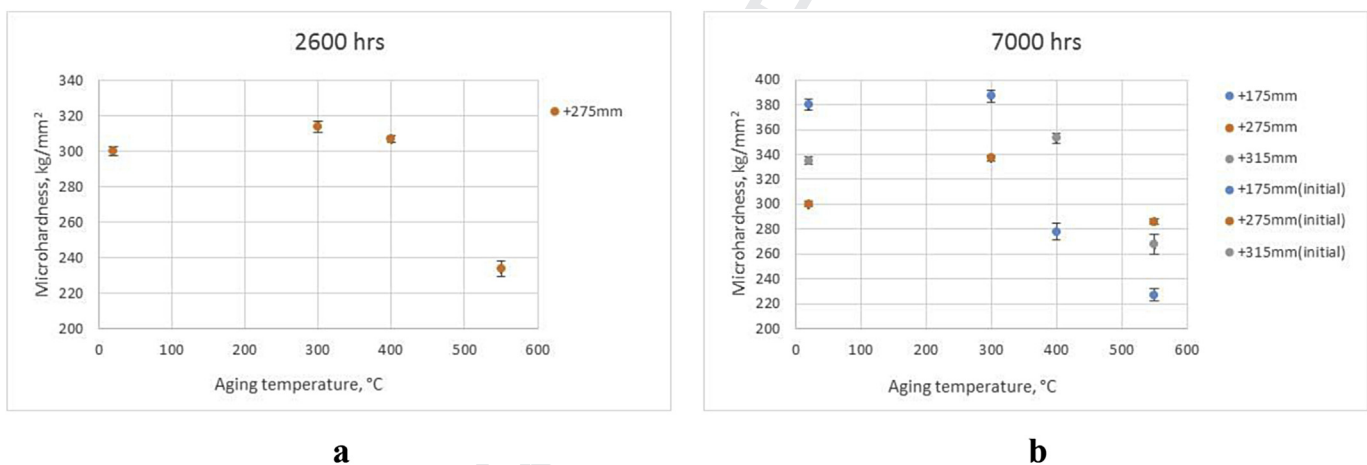 2600 hrs
340
320
300
280
260
240
220
200
Microhardness, kg/mm²
0 100 200 300 400 500 600
Aging temperature, °C
+275mm
a
7000 hrs
400
380
360
340
320
300
280
260
240
220
200
Microhardness, kg/mm²
0 100 200 300 400 500 600
Aging temperature, °C
+175mm
+275mm
+315mm
+175mm(initial)
+275mm(initial)
+315mm(initial)
b